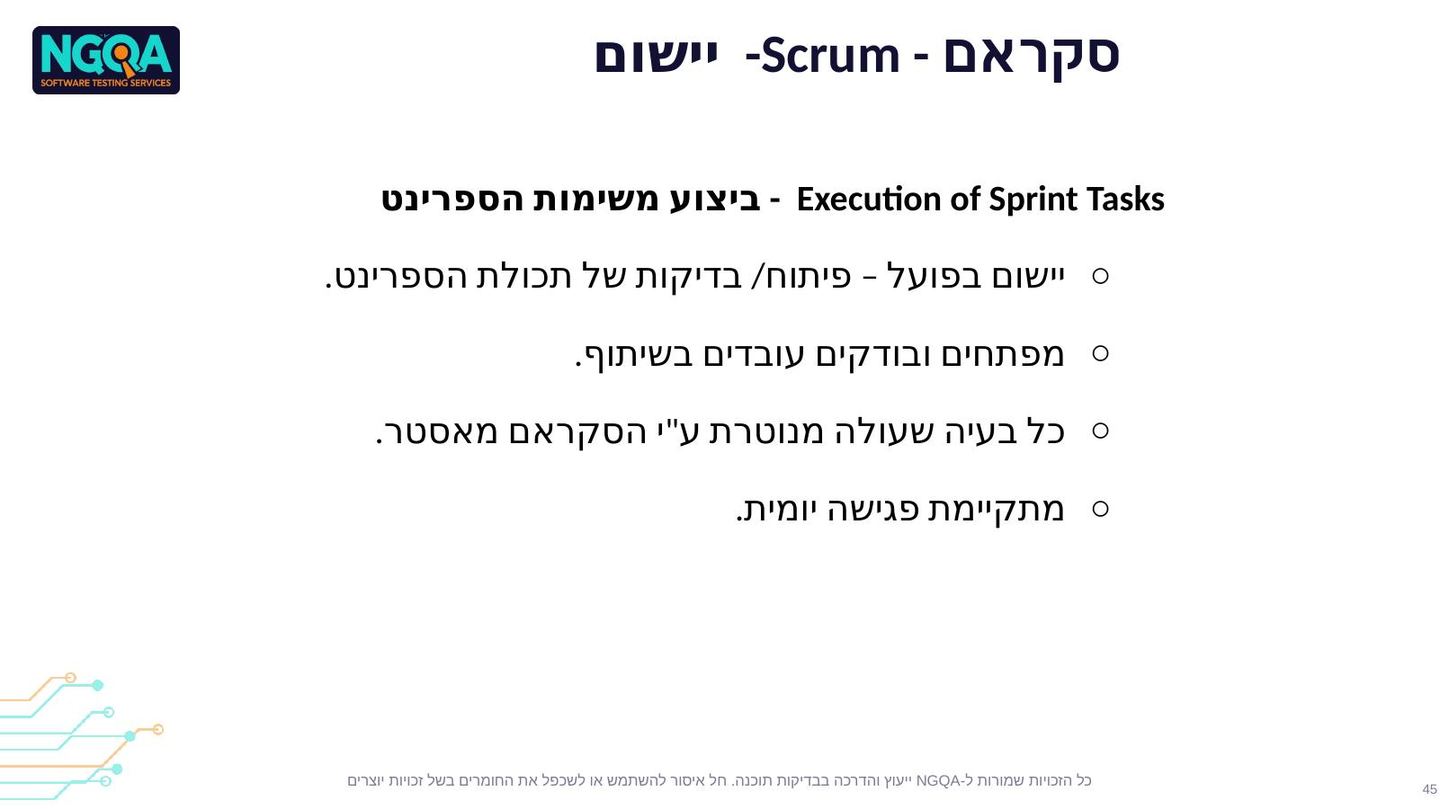 NGQA
SOFTWARE TESTING SERVICES
סקראם - Scrum-  יישום
Execution of Sprint Tasks  - ביצוע משימות הספרינט
○ יישום בפועל – פיתוח/ בדיקות של תכולת הספרינט.
○ מפתחים ובודקים עובדים בשיתוף.
○ כל בעיה שעולה מנוטרת ע"י הסקראם מאסטר.
○ מתקיימת פגישה יומית.
כל הזכויות שמורות ל-NGQA ייעוץ והדרכה בבדיקות תוכנה. חל איסור להשתמש או לשכפל את החומרים בשל זכויות יוצרים
45